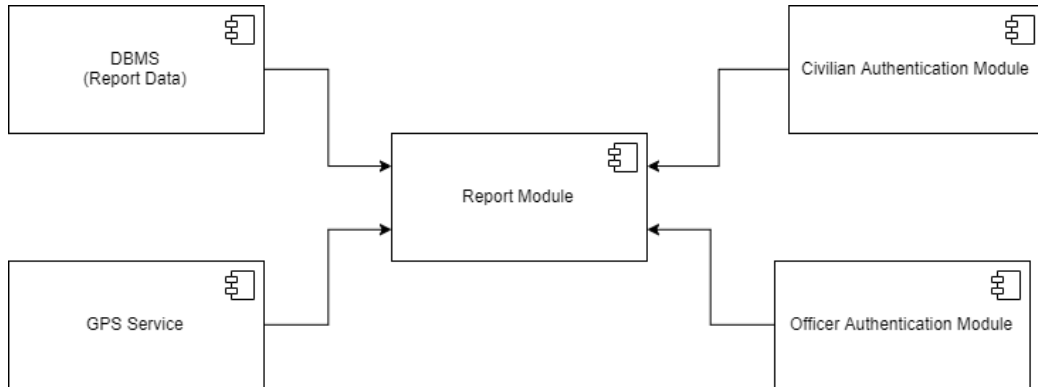 DBMS
(Report Data)
Civilian Authentication Module
Report Module
GPS Service
Officer Authentication Module